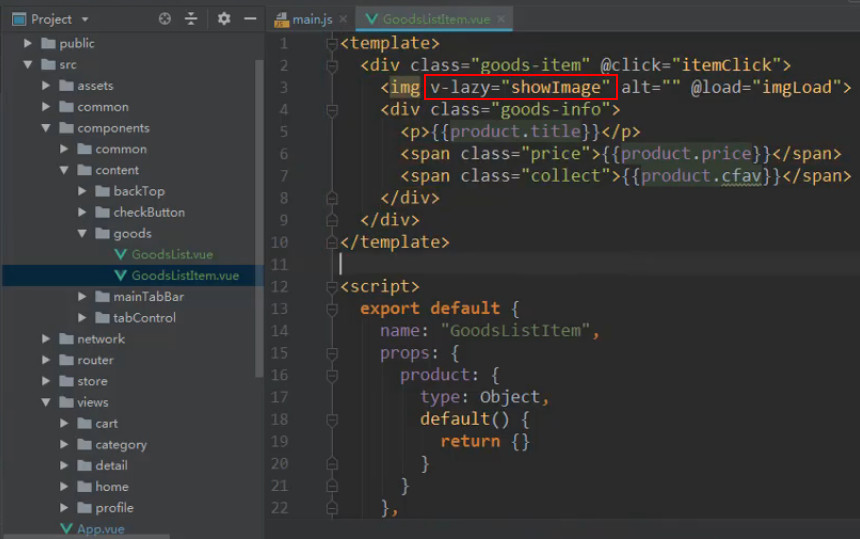 Project
public
src
assets
common
components
common
content
backTop
checkButton
goods
GoodsList.vue
GoodsListItem.vue
mainTabBar
tabControl
network
router
store
views
cart
category
detail
home
profile
App.vue
main.js
GoodsListItem.vue
1 <template>
2 <div class="goods-item" @click="itemClick">
3 <img v-lazy="showImage" alt="" @load="imgLoad">
4 <div class="goods-info">
5 <p>{{product.title}}</p>
6 <span class="price">{{product.price}}</span>
7 <span class="collect">{{product.cfav}}</span>
8 </div>
9 </div>
10 </template>
11
12 <script>
13 export default {
14 name: "GoodsListItem",
15 props: {
16 product: {
17 type: Object,
18 default() {
19 return {}
20 }
21 }
22 },